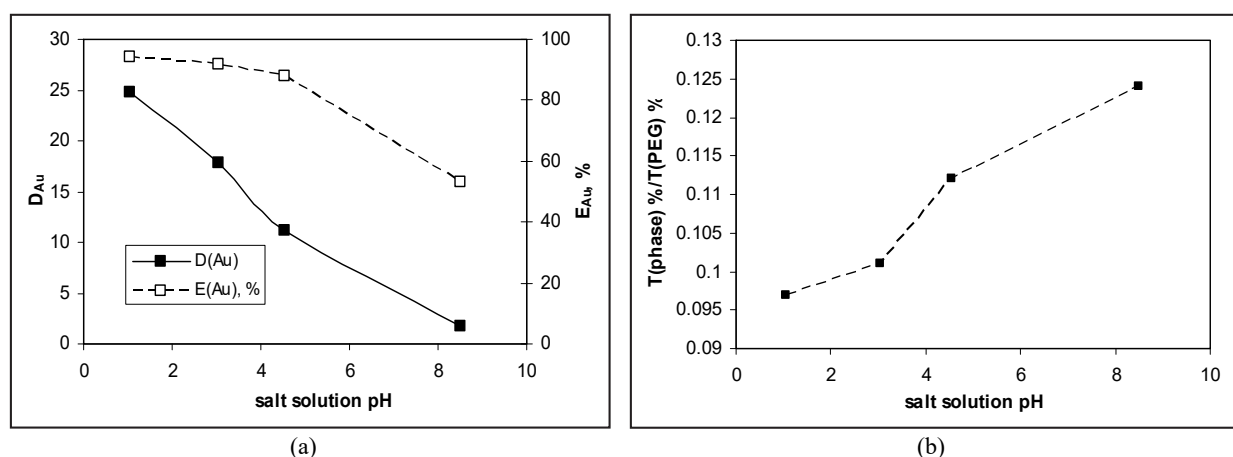 30
25
20
15
10
5
0
D_Au
100
80
60
40
20
0
E_Au, %
D(Au)
E(Au), %
0 2 4 6 8 10
salt solution pH
(a)
0.13
0.125
0.12
0.115
0.11
0.105
0.1
0.095
0.09
T(phase) %/T(PEG) %
0 2 4 6 8 10
salt solution pH
(b)